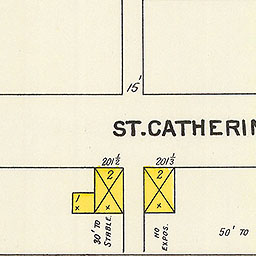 15'
ST. CATHERIN
201½
201⅓
2
2
1
x
x
x
30' TO
STABLE.
NO
EXPOS.
50' TO